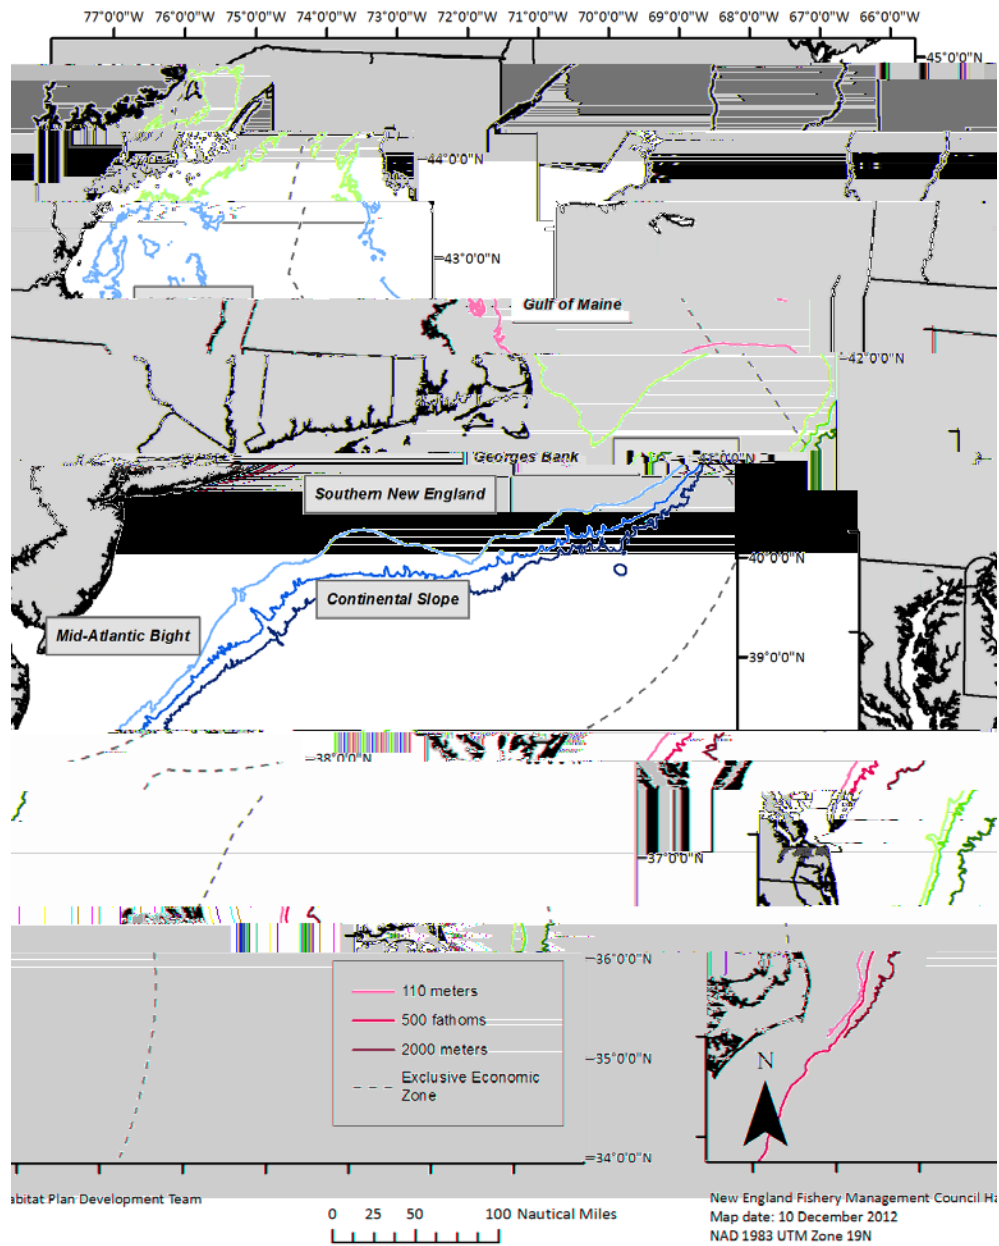 77°0'0"W 76°0'0"W 75°0'0"W 74°0'0"W 73°0'0"W 72°0'0"W 71°0'0"W 70°0'0"W 69°0'0"W 68°0'0"W 67°0'0"W 66°0'0"W
45°0'0"N
44°0'0"N
43°0'0"N
Gulf of Maine
42°0'0"N
Georges Bank
41°0'0"N
Southern New England
40°0'0"N
Continental Slope
Mid-Atlantic Bight
39°0'0"N
38°0'0"N
37°0'0"N
36°0'0"N
110 meters
500 fathoms
2000 meters
Exclusive Economic
Zone
35°0'0"N
N
34°0'0"N
abitat Plan Development Team
New England Fishery Management Council Ha
0 25 50 100 Nautical Miles
Map date: 10 December 2012
NAD 1983 UTM Zone 19N